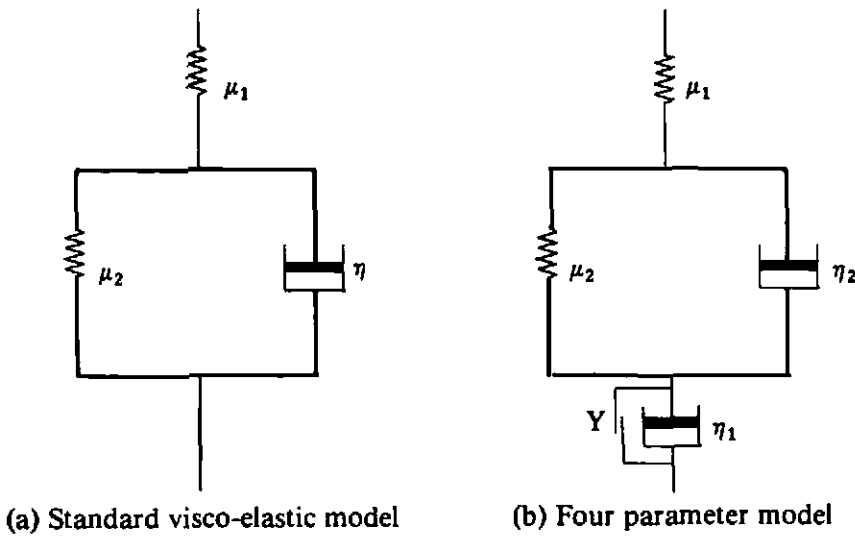 μ₁
μ₂
η
(a) Standard visco-elastic model
μ₁
μ₂
η₂
Y
η₁
(b) Four parameter model